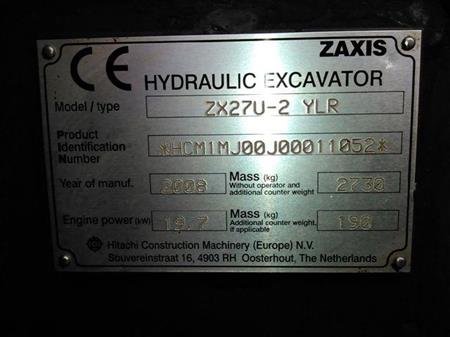 ZAXIS
CE HYDRAULIC EXCAVATOR
Model / type ZX27U-2 YLR
Product
Identification
Number *HCM1MJ00J00011052*
Year of manuf. 2008 Mass (kg) Without operator and additional counter weight 2730
Engine power (kW) 19.7 Mass (kg) Additional counter weight, if applicable 190
Hitachi Construction Machinery (Europe) N.V.
Souvereinstraat 16, 4903 RH Oosterhout, The Netherlands